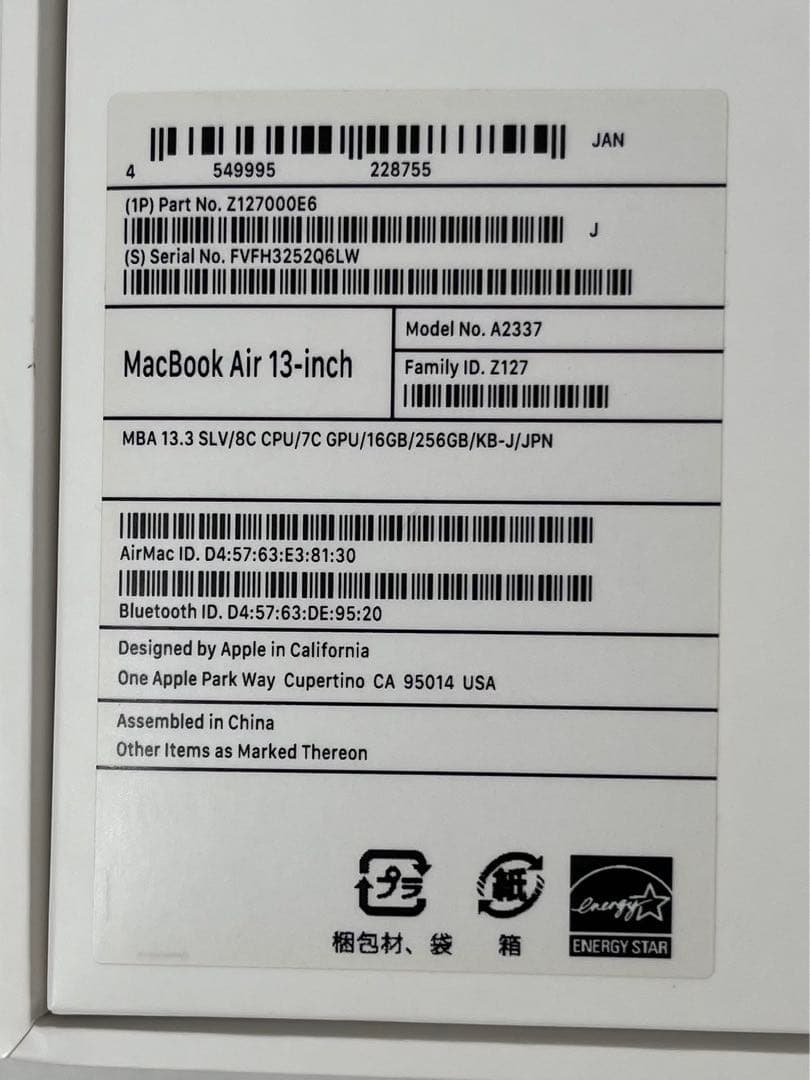 JAN
4 549995 228755
(1P) Part No. Z127000E6
J
(S) Serial No. FVFH3252Q6LW
MacBook Air 13-inch
Model No. A2337
Family ID. Z127
MBA 13.3 SLV/8C CPU/7C GPU/16GB/256GB/KB-J/JPN
AirMac ID. D4:57:63:E3:81:30
Bluetooth ID. D4:57:63:DE:95:20
Designed by Apple in California
One Apple Park Way Cupertino CA 95014 USA
Assembled in China
Other Items as Marked Thereon
プラ
梱包材、袋
紙
箱
energy
ENERGY STAR